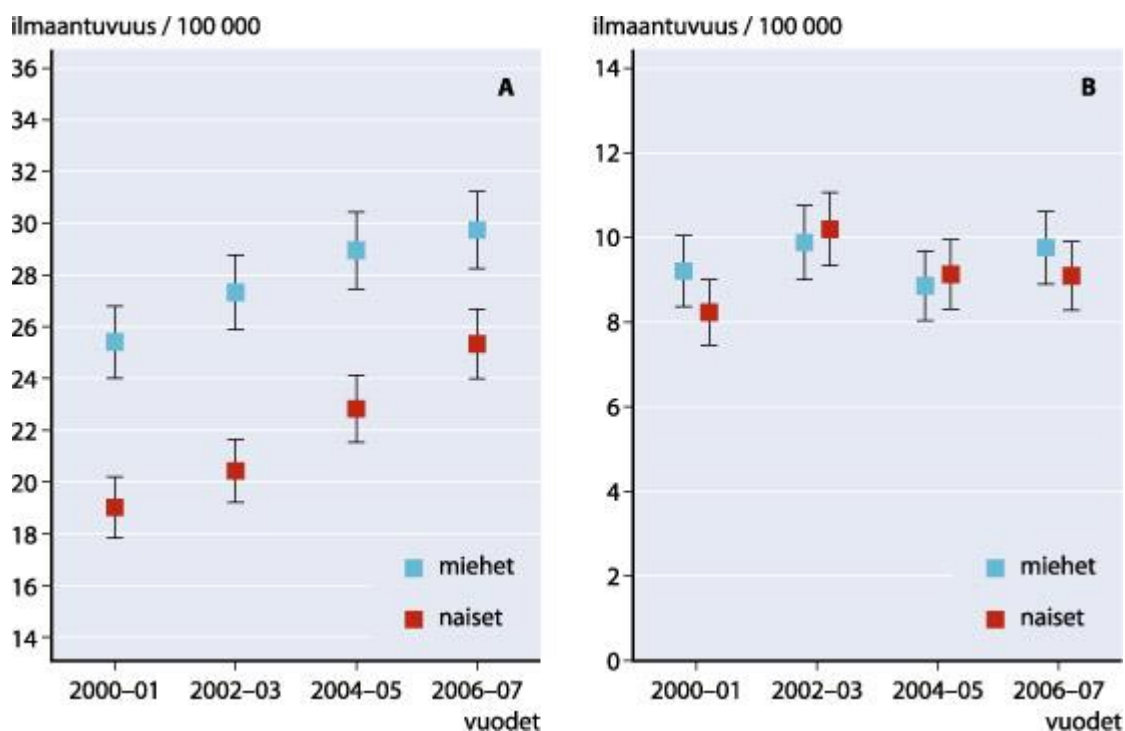 ilmaantuvuus / 100 000
A
36
34
32
30
28
26
24
22
20
18
16
14
miehet
naiset
2000–01 2002–03 2004–05 2006–07
vuodet
ilmaantuvuus / 100 000
B
14
12
10
8
6
4
2
0
miehet
naiset
2000–01 2002–03 2004–05 2006–07
vuodet